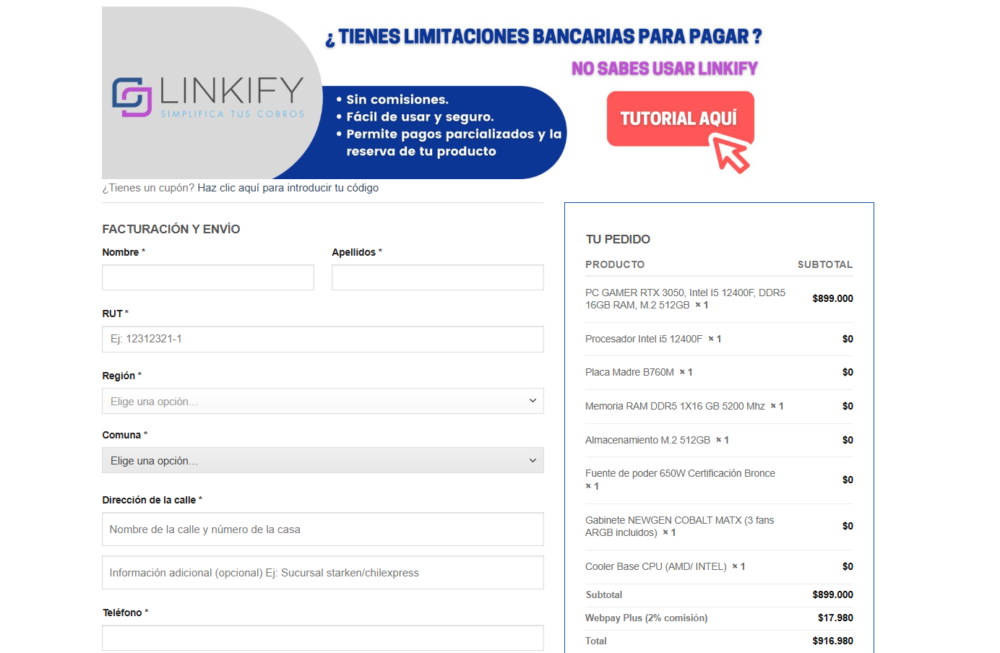 ¿ TIENES LIMITACIONES BANCARIAS PARA PAGAR ?
NO SABES USAR LINKIFY
LINKIFY
SIMPLIFICA TUS COBROS
• Sin comisiones.
• Fácil de usar y seguro.
• Permite pagos parcializados y la
reserva de tu producto
TUTORIAL AQUÍ
¿Tienes un cupón? Haz clic aquí para introducir tu código
FACTURACIÓN Y ENVÍO
Nombre *
Apellidos *
RUT *
Ej: 12312321-1
Región *
Elige una opción…
Comuna *
Elige una opción…
Dirección de la calle *
Nombre de la calle y número de la casa
Información adicional (opcional) Ej: Sucursal starken/chilexpress
Teléfono *
TU PEDIDO
PRODUCTO SUBTOTAL
PC GAMER RTX 3050, Intel I5 12400F, DDR5
16GB RAM, M.2 512GB × 1 $899.000
Procesador Intel i5 12400F × 1 $0
Placa Madre B760M × 1 $0
Memoria RAM DDR5 1X16 GB 5200 Mhz × 1 $0
Almacenamiento M.2 512GB × 1 $0
Fuente de poder 650W Certificación Bronce
× 1 $0
Gabinete NEWGEN COBALT MATX (3 fans
ARGB incluidos) × 1 $0
Cooler Base CPU (AMD/ INTEL) × 1 $0
Subtotal $899.000
Webpay Plus (2% comisión) $17.980
Total $916.980